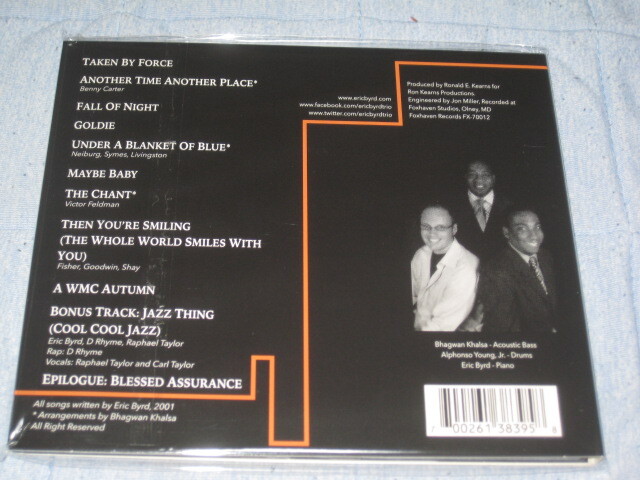 TAKEN BY FORCE
ANOTHER TIME ANOTHER PLACE*
Benny Carter
FALL OF NIGHT
GOLDIE
UNDER A BLANKET OF BLUE*
Neiburg, Symes, Livingston
MAYBE BABY
THE CHANT*
Victor Feldman
THEN YOU'RE SMILING
(THE WHOLE WORLD SMILES WITH
YOU)
Fisher, Goodwin, Shay
A WMC AUTUMN
BONUS TRACK: JAZZ THING
(COOL COOL JAZZ)
Eric Byrd, D Rhyme, Raphael Taylor
Rap: D Rhyme
Vocals: Raphael Taylor and Carl Taylor
EPILOGUE: BLESSED ASSURANCE
All songs written by Eric Byrd, 2001
* Arrangements by Bhagwan Khalsa
All Right Reserved
www.ericbyrd.com
www.facebook.com/ericbyrdtrio
www.twitter.com/ericbyrdtrio
Produced by Ronald E. Kearns for
Ron Kearns Productions.
Engineered by Jon Miller, Recorded at
Foxhaven Studios, Olney, MD
Foxhaven Records FX-70012
Bhagwan Khalsa - Acoustic Bass
Alphonso Young, Jr. - Drums
Eric Byrd - Piano
7 00261 38395 8